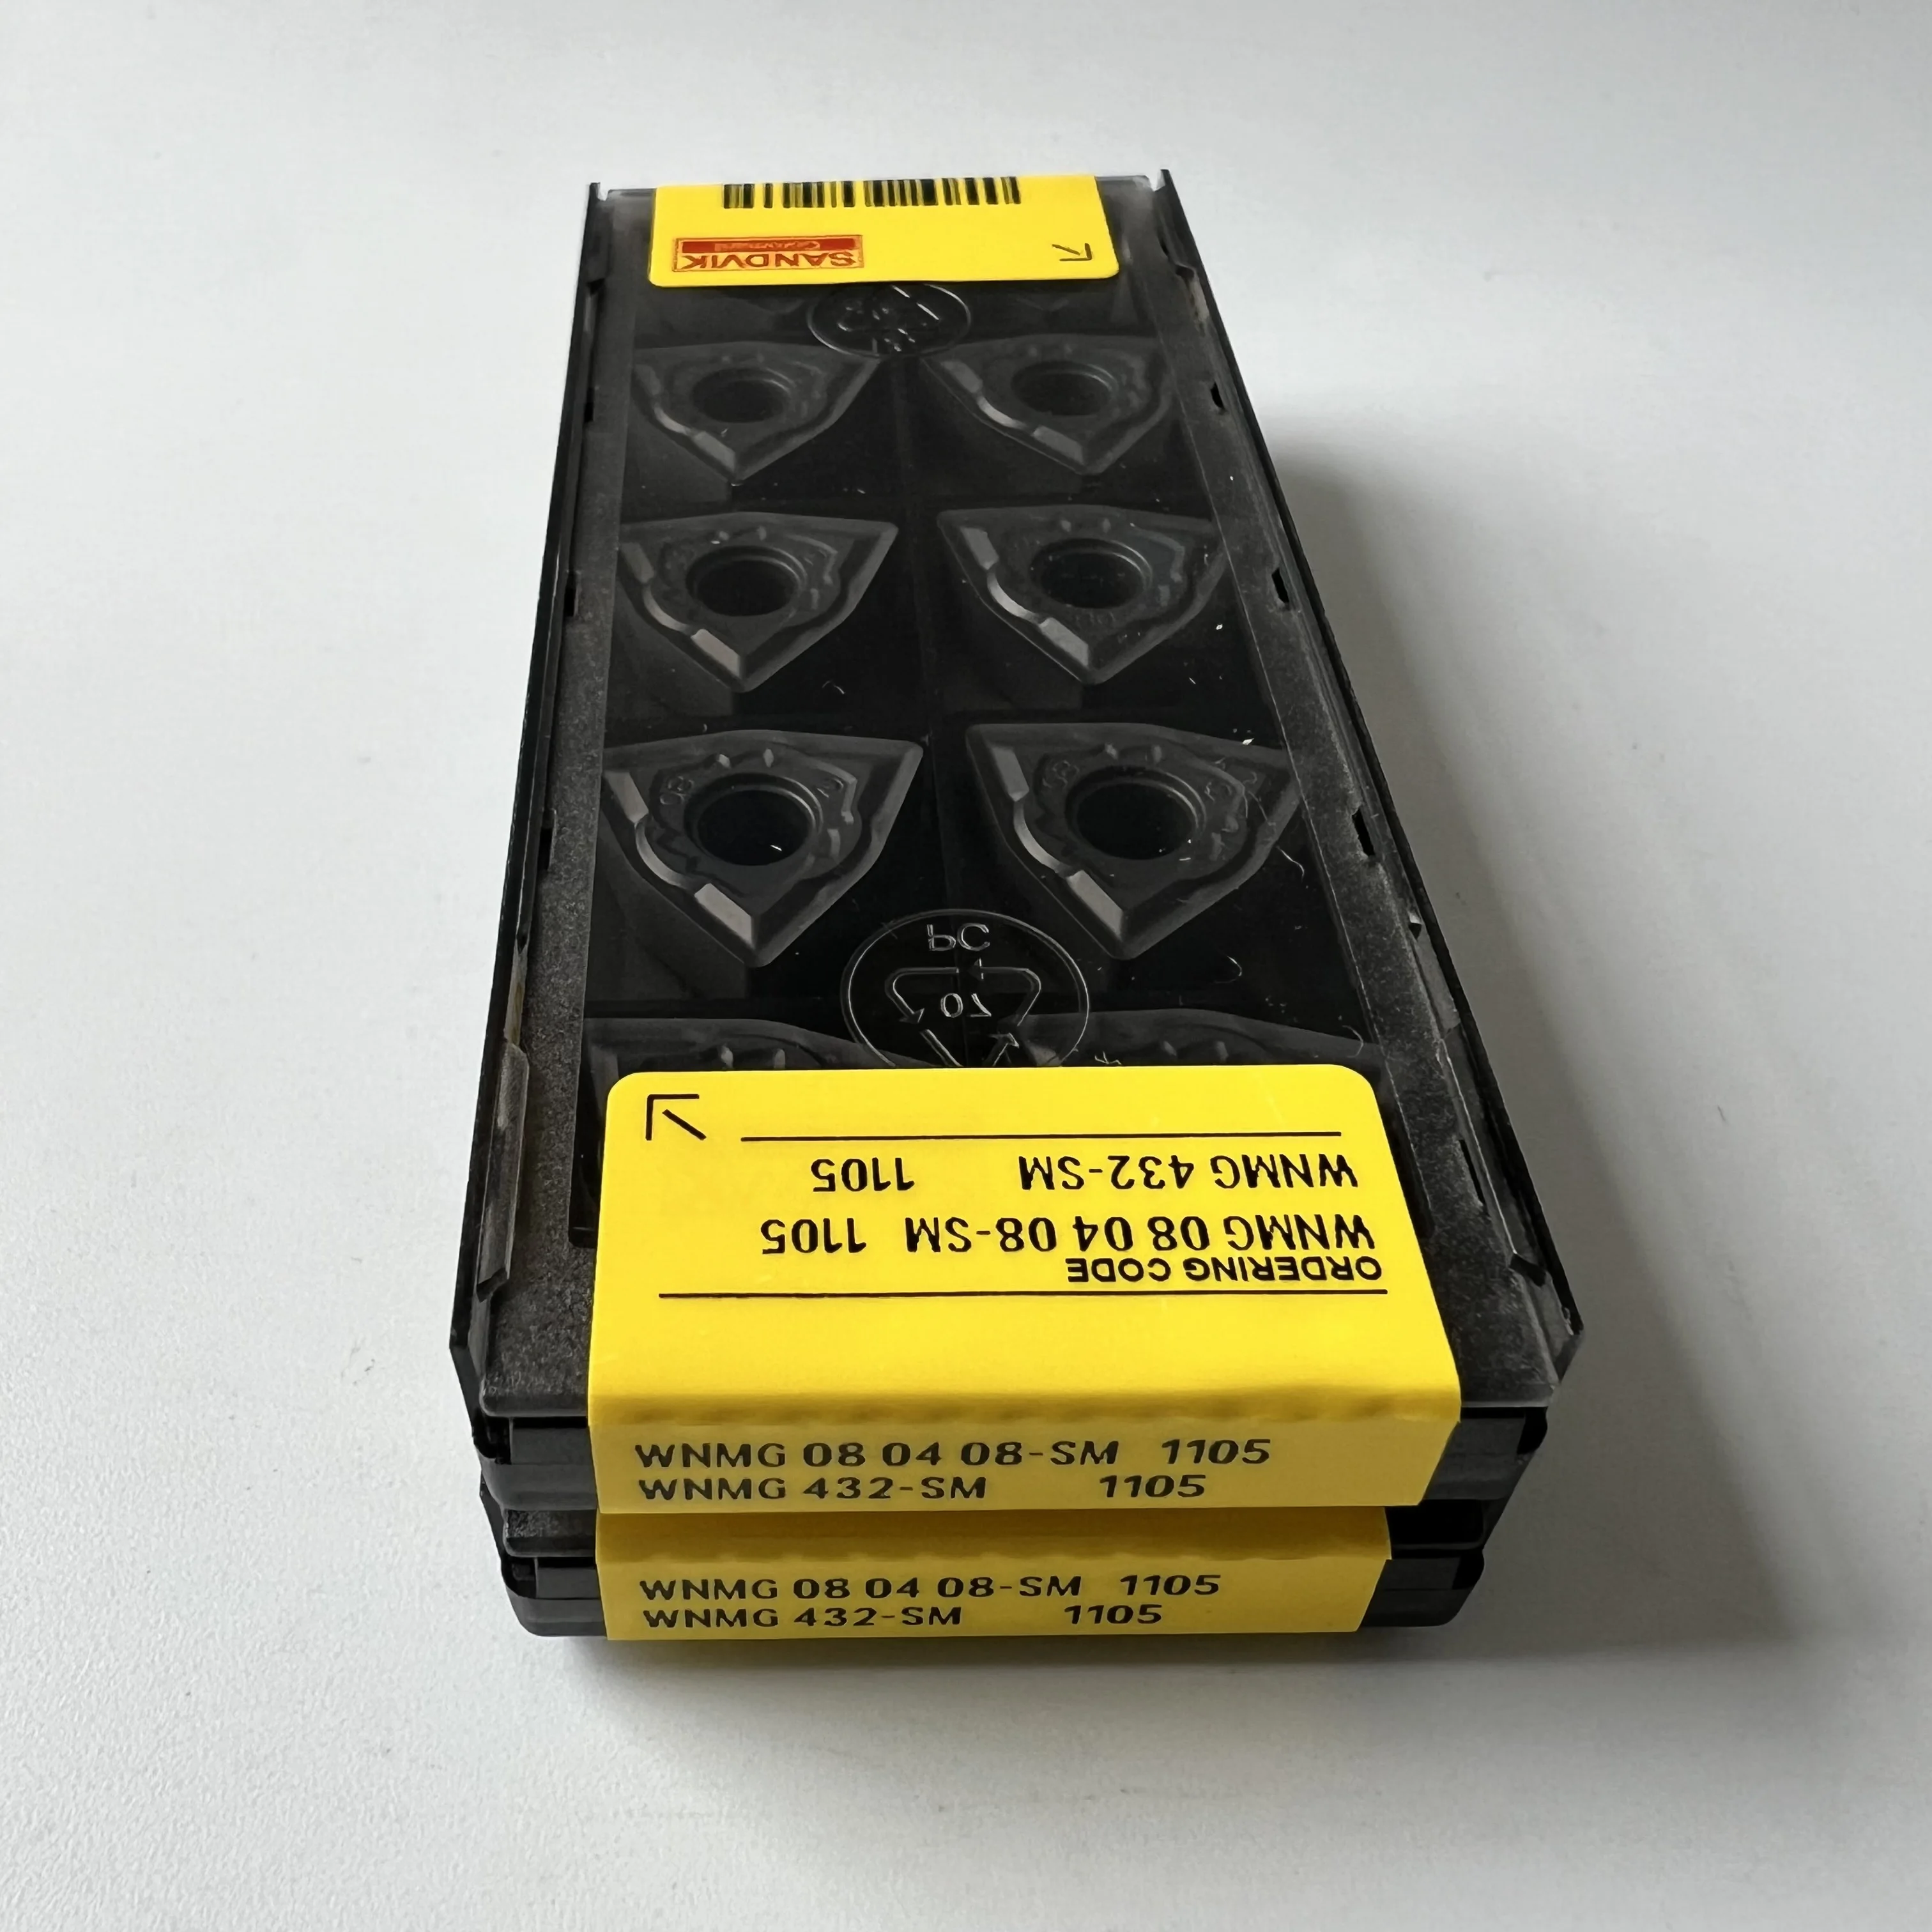 SANDVIK
Coromant
PC
70
WNMG 432-SM 1105
WNMG 08 04 08-SM 1105
ORDERING CODE
WNMG 08 04 08-SM 1105
WNMG 432-SM 1105
WNMG 08 04 08-SM 1105
WNMG 432-SM 1105